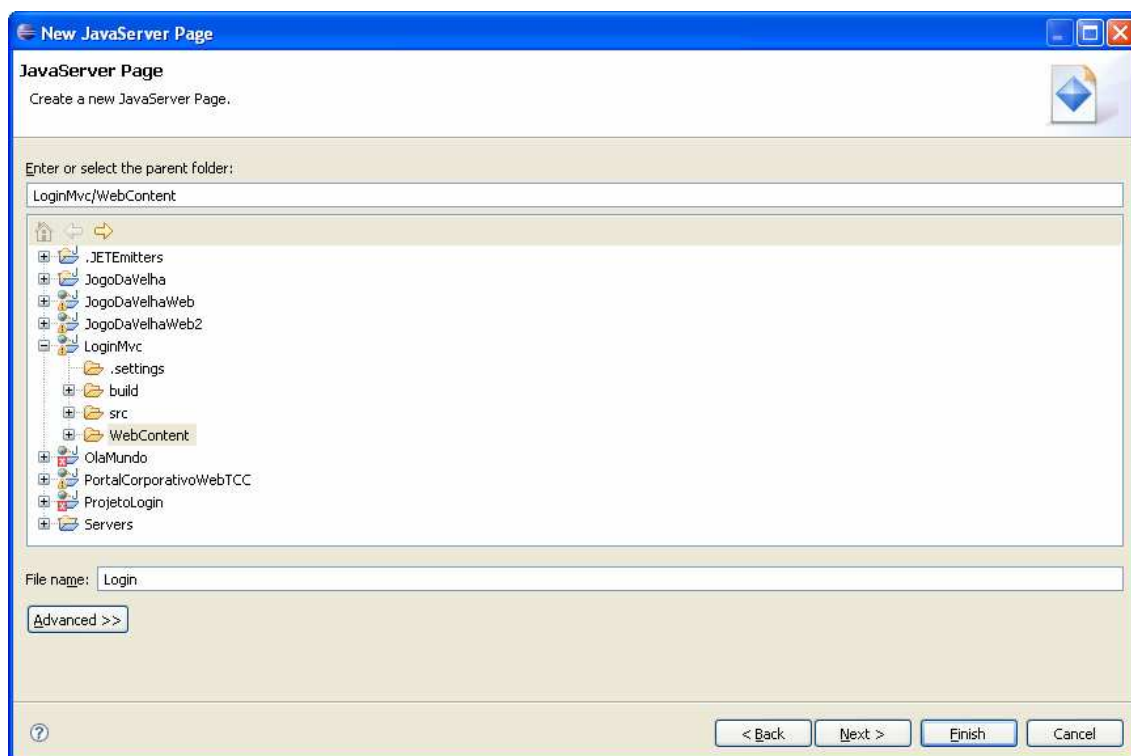 New JavaServer Page
JavaServer Page
Create a new JavaServer Page.
Enter or select the parent folder:
LoginMvc/WebContent
.JETEmitters
JogoDaVelha
JogoDaVelhaWeb
JogoDaVelhaWeb2
LoginMvc
.settings
build
src
WebContent
OlaMundo
PortalCorporativoWebTCC
ProjetoLogin
Servers
File name: Login
Advanced >>
? < Back Next > Finish Cancel